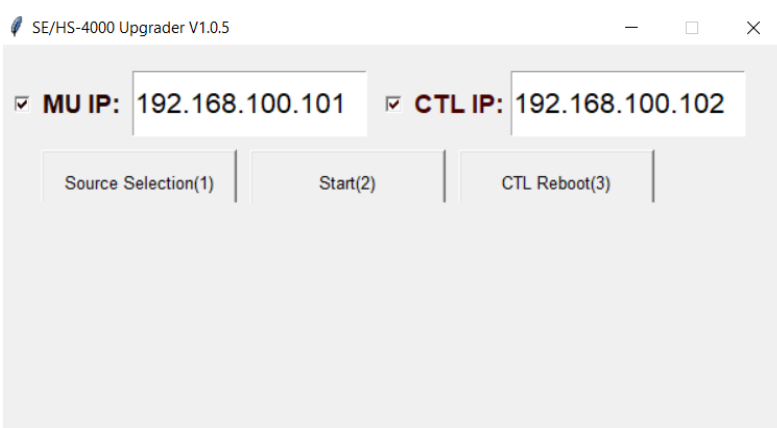 SE/HS-4000 Upgrader V1.0.5
MU IP: 192.168.100.101 CTL IP: 192.168.100.102
Source Selection(1) Start(2) CTL Reboot(3)